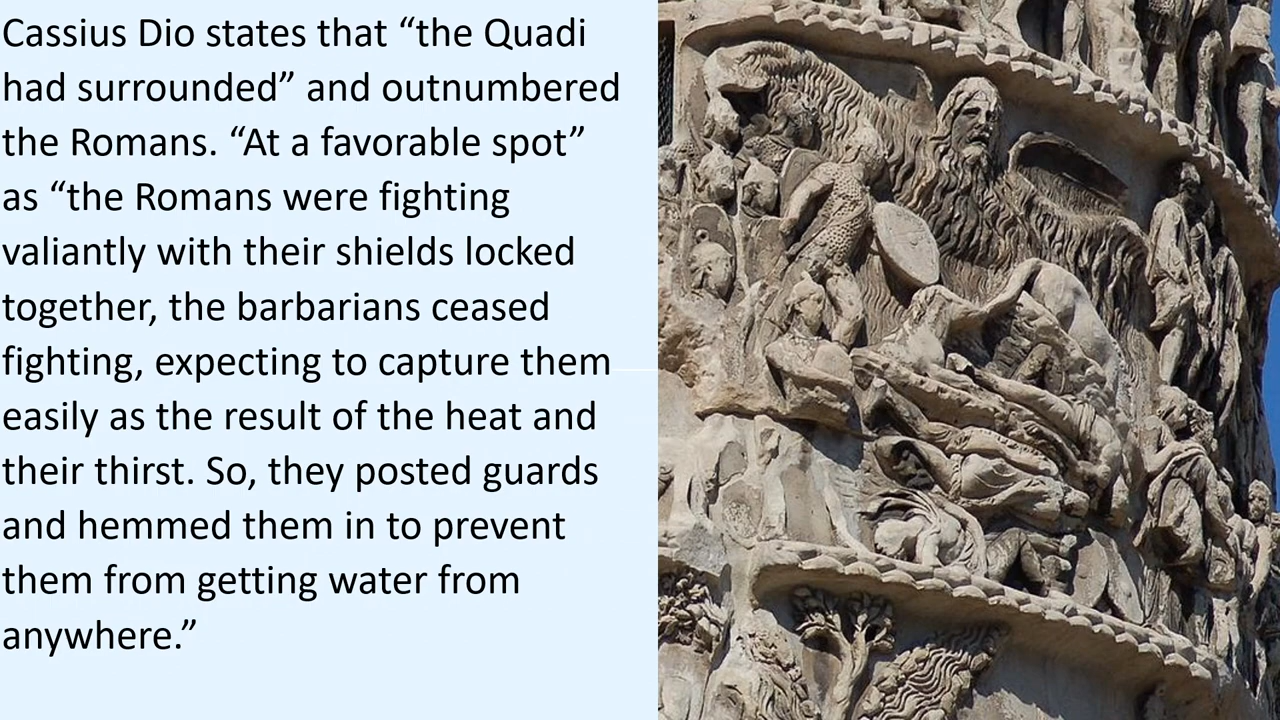 Cassius Dio states that “the Quadi
had surrounded” and outnumbered
the Romans. “At a favorable spot”
as “the Romans were fighting
valiantly with their shields locked
together, the barbarians ceased
fighting, expecting to capture them
easily as the result of the heat and
their thirst. So, they posted guards
and hemmed them in to prevent
them from getting water from
anywhere.”